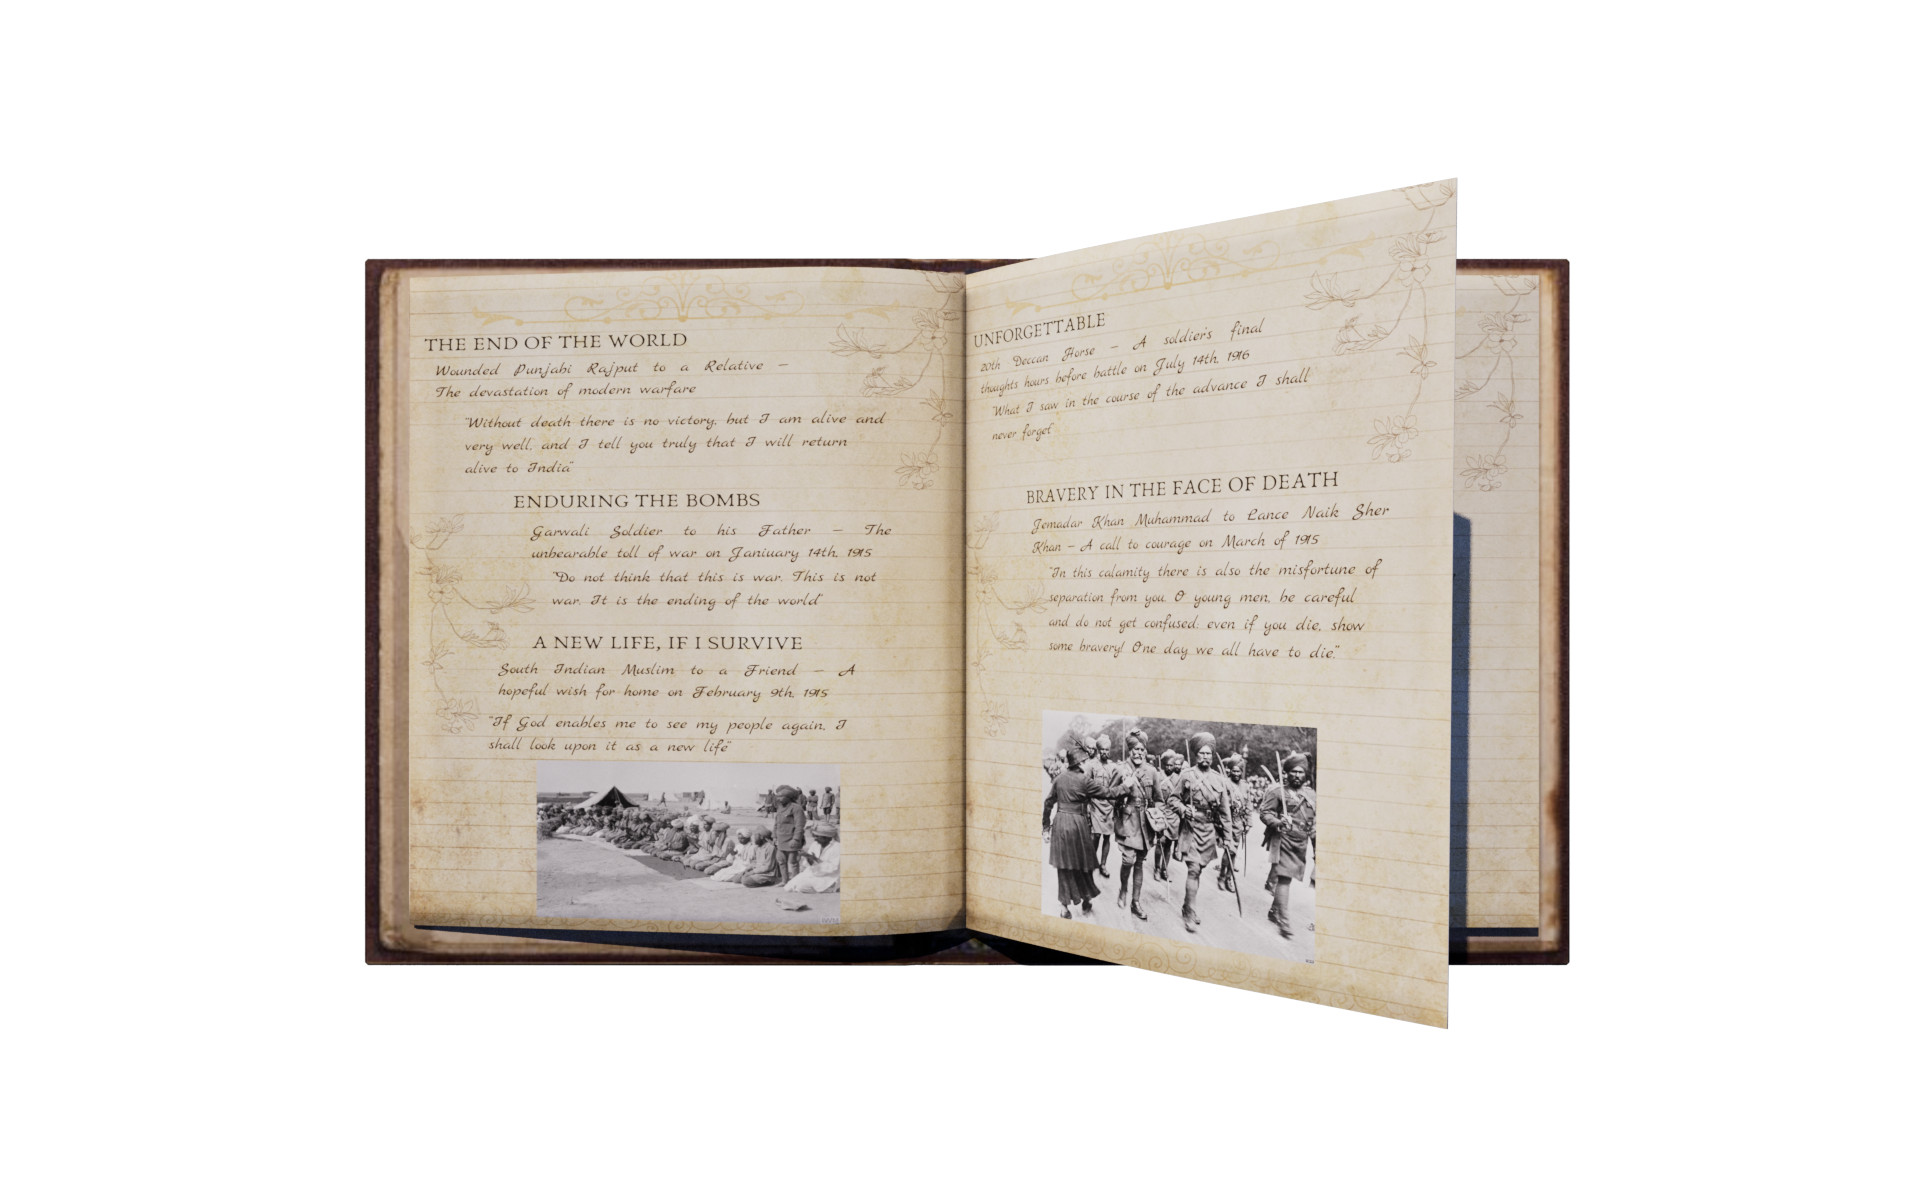 THE END OF THE WORLD
Wounded Punjabi Rajput to a Relative –
The devastation of modern warfare
"Without death there is no victory, but I am alive and
very well, and I tell you truly that I will return
alive to India"
ENDURING THE BOMBS
Garwali Soldier to his Father – The
unbearable toll of war on Janiuary 14th, 1915
"Do not think that this is war. This is not
war. It is the ending of the world"
A NEW LIFE, IF I SURVIVE
South Indian Muslim to a Friend – A
hopeful wish for home on February 9th, 1915
"If God enables me to see my people again, I
shall look upon it as a new life"
UNFORGETTABLE
20th Deccan Horse – A soldier's final
thoughts hours before battle on July 14th, 1916
"What I saw in the course of the advance I shall
never forget"
BRAVERY IN THE FACE OF DEATH
Jemadar Khan Muhammad to Lance Naik Sher
Khan – A call to courage on March of 1915
"In this calamity there is also the misfortune of
separation from you. O young men, be careful
and do not get confused; even if you die, show
some bravery! One day we all have to die."